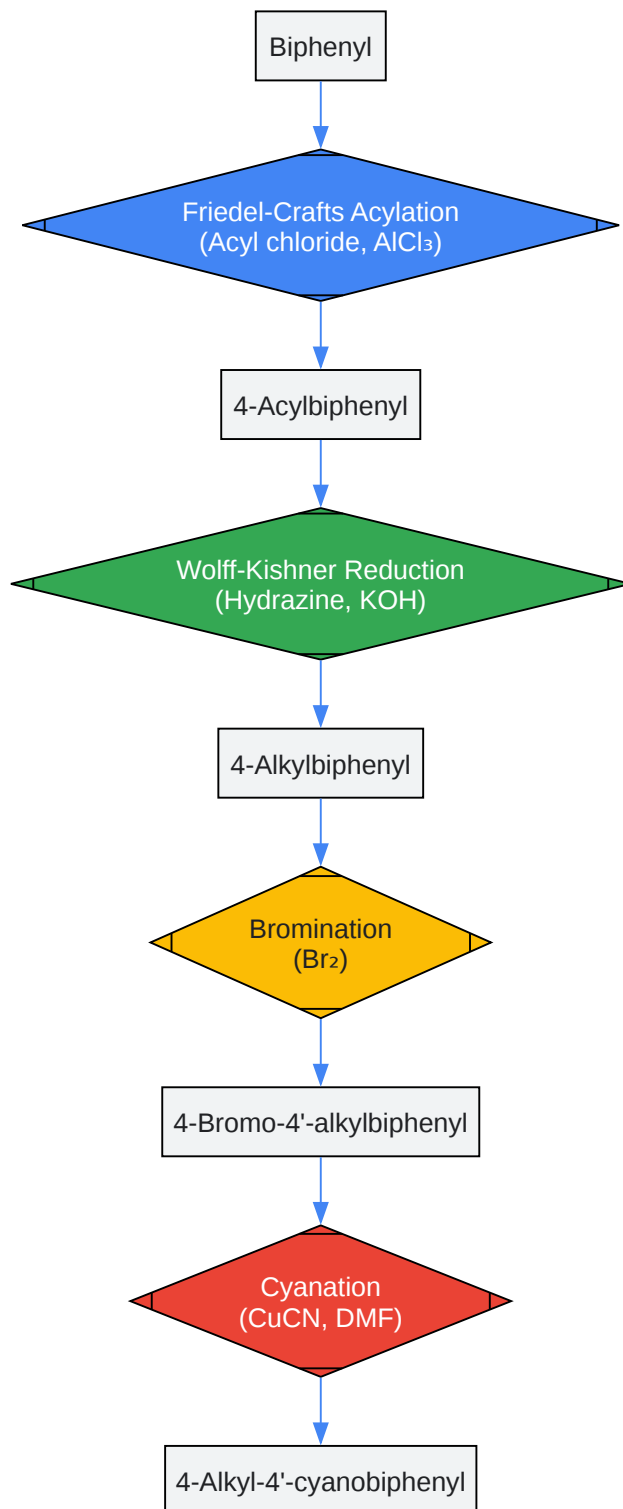 Biphenyl
Friedel-Crafts Acylation
(Acyl chloride, AlCl₃)
4-Acylbiphenyl
Wolff-Kishner Reduction
(Hydrazine, KOH)
4-Alkylbiphenyl
Bromination
(Br₂)
4-Bromo-4'-alkylbiphenyl
Cyanation
(CuCN, DMF)
4-Alkyl-4'-cyanobiphenyl